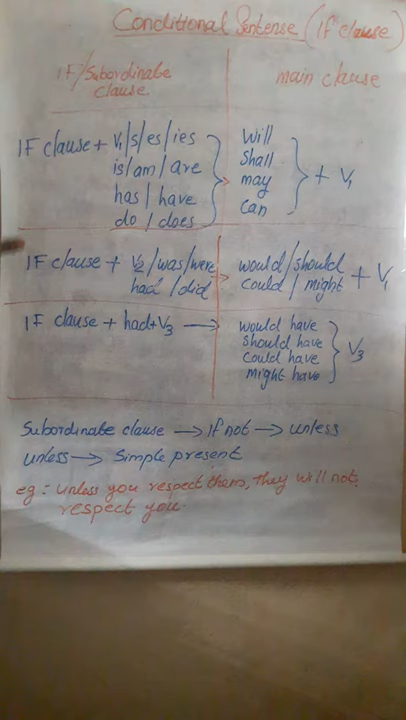 Conditional Sentence (If clause)
IF/Subordinate
clause
main clause
IF clause + V1/s/es/ies
is/am/are
has/have
do/does
will
shall
may
can
+ V1
IF clause + V2/was/were
had/did
would/should
could/might
+ V1
IF clause + had+V3 →
would have
should have
could have
might have
V3
Subordinate clause → If not → unless
unless → Simple present
eg:- unless you respect them, they will not
respect you.